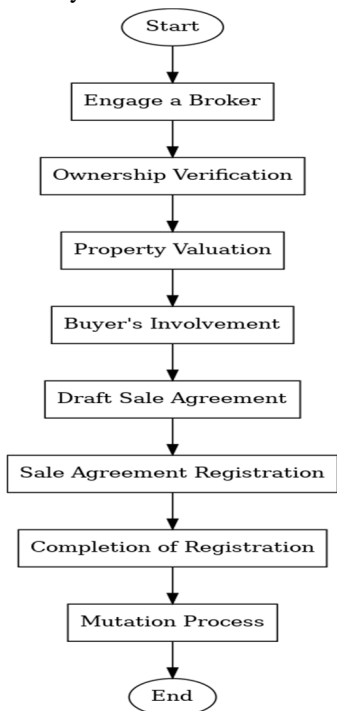 Start
Engage a Broker
Ownership Verification
Property Valuation
Buyer's Involvement
Draft Sale Agreement
Sale Agreement Registration
Completion of Registration
Mutation Process
End